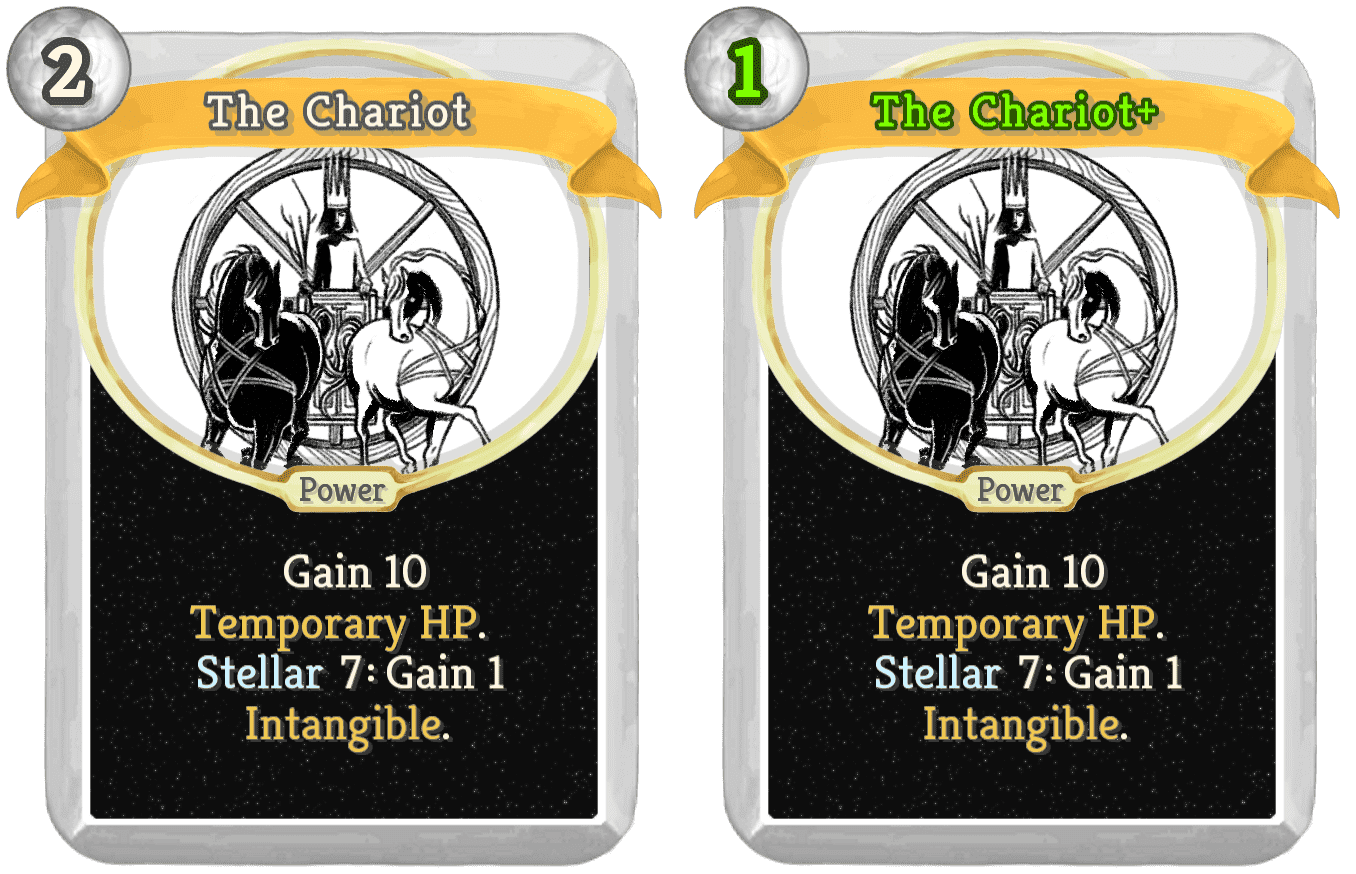 2
The Chariot
Power
Gain 10
Temporary HP.
Stellar 7: Gain 1
Intangible.
1
The Chariot+
Power
Gain 10
Temporary HP.
Stellar 7: Gain 1
Intangible.